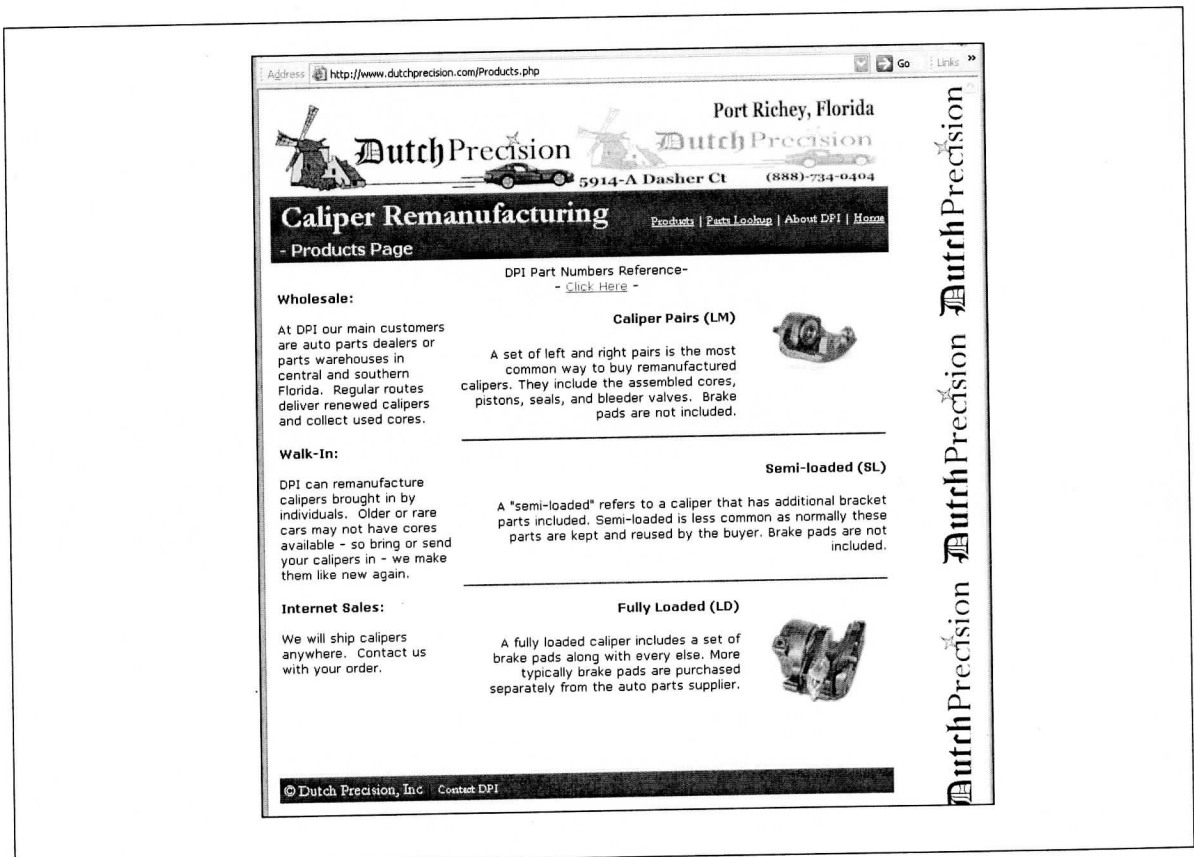 Address http://www.dutchprecision.com/Products.php Go Links »
Port Richey, Florida
Dutch Precision
Dutch Precision
5914-A Dasher Ct (888)-734-0404
Caliper Remanufacturing
Products | Parts Lookup | About DPI | Home
- Products Page
DPI Part Numbers Reference-
- Click Here -
Wholesale:
At DPI our main customers
are auto parts dealers or
parts warehouses in
central and southern
Florida. Regular routes
deliver renewed calipers
and collect used cores.
Walk-In:
DPI can remanufacture
calipers brought in by
individuals. Older or rare
cars may not have cores
available - so bring or send
your calipers in - we make
them like new again.
Internet Sales:
We will ship calipers
anywhere. Contact us
with your order.
Caliper Pairs (LM)
A set of left and right pairs is the most
common way to buy remanufactured
calipers. They include the assembled cores,
pistons, seals, and bleeder valves. Brake
pads are not included.
Semi-loaded (SL)
A "semi-loaded" refers to a caliper that has additional bracket
parts included. Semi-loaded is less common as normally these
parts are kept and reused by the buyer. Brake pads are not
included.
Fully Loaded (LD)
A fully loaded caliper includes a set of
brake pads along with every else. More
typically brake pads are purchased
separately from the auto parts supplier.
© Dutch Precision, Inc Contact DPI
Dutch Precision Dutch Precision Dutch Precision